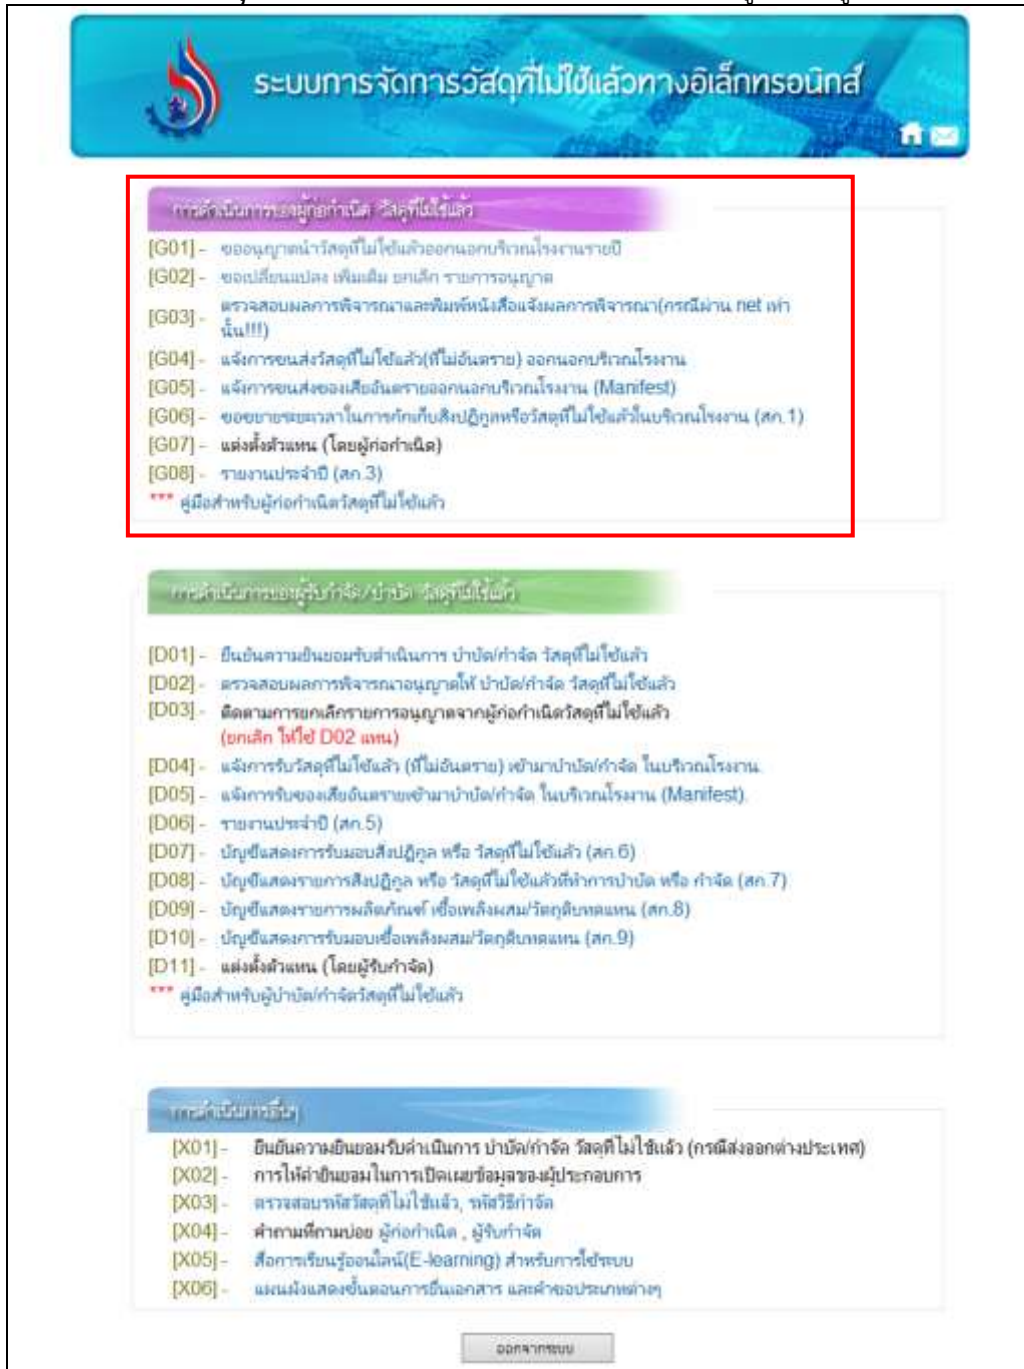 ระบบการจัดการวัสดุที่ไม่ใช้แล้วทางอิเล็กทรอนิกส์
การดำเนินการของผู้ก่อกำเนิด วัสดุที่ไม่ใช้แล้ว
[G01] - ขออนุญาตนำวัสดุที่ไม่ใช้แล้วออกนอกบริเวณโรงงานรายปี
[G02] - ขอเปลี่ยนแปลง เพิ่มเติม ยกเลิก รายการอนุญาต
[G03] - ตรวจสอบผลการพิจารณาและพิมพ์หนังสือแจ้งผลการพิจารณา(กรณีผ่าน net เท่า
นั้น!!!)
[G04] - แจ้งการขนส่งวัสดุที่ไม่ใช้แล้ว(ที่ไม่อันตราย) ออกนอกบริเวณโรงงาน
[G05] - แจ้งการขนส่งของเสียอันตรายออกนอกบริเวณโรงงาน (Manifest)
[G06] - ขอขยายระยะเวลาในการกักเก็บสิ่งปฏิกูลหรือวัสดุที่ไม่ใช้แล้วในบริเวณโรงงาน (สก.1)
[G07] - แต่งตั้งตัวแทน (โดยผู้ก่อกำเนิด)
[G08] - รายงานประจำปี (สก.3)
*** คู่มือสำหรับผู้ก่อกำเนิดวัสดุที่ไม่ใช้แล้ว
การดำเนินการของผู้รับกำจัด/บำบัด วัสดุที่ไม่ใช้แล้ว
[D01] - ยืนยันความยินยอมรับดำเนินการ บำบัด/กำจัด วัสดุที่ไม่ใช้แล้ว
[D02] - ตรวจสอบผลการพิจารณาอนุญาตให้ บำบัด/กำจัด วัสดุที่ไม่ใช้แล้ว
[D03] - ติดตามการยกเลิกรายการอนุญาตจากผู้ก่อกำเนิดวัสดุที่ไม่ใช้แล้ว
(ยกเลิก ให้ใช้ D02 แทน)
[D04] - แจ้งการรับวัสดุที่ไม่ใช้แล้ว (ที่ไม่อันตราย) เข้ามาบำบัด/กำจัด ในบริเวณโรงงาน
[D05] - แจ้งการรับของเสียอันตรายเข้ามาบำบัด/กำจัด ในบริเวณโรงงาน (Manifest).
[D06] - รายงานประจำปี (สก.5)
[D07] - บัญชีแสดงการรับมอบสิ่งปฏิกูล หรือ วัสดุที่ไม่ใช้แล้ว (สก.6)
[D08] - บัญชีแสดงรายการสิ่งปฏิกูล หรือ วัสดุที่ไม่ใช้แล้วที่ทำการบำบัด หรือ กำจัด (สก.7)
[D09] - บัญชีแสดงรายการผลิตภัณฑ์ เชื้อเพลิงผสม/วัตถุดิบทดแทน (สก.8)
[D10] - บัญชีแสดงการรับมอบเชื้อเพลิงผสม/วัตถุดิบทดแทน (สก.9)
[D11] - แต่งตั้งตัวแทน (โดยผู้รับกำจัด)
*** คู่มือสำหรับผู้บำบัด/กำจัดวัสดุที่ไม่ใช้แล้ว
การดำเนินการอื่นๆ
[X01] - ยืนยันความยินยอมรับดำเนินการ บำบัด/กำจัด วัสดุที่ไม่ใช้แล้ว (กรณีส่งออกต่างประเทศ)
[X02] - การให้คำยินยอมในการเปิดเผยข้อมูลของผู้ประกอบการ
[X03] - ตรวจสอบรหัสวัสดุที่ไม่ใช้แล้ว, รหัสวิธีกำจัด
[X04] - คำถามที่ถามบ่อย ผู้ก่อกำเนิด , ผู้รับกำจัด
[X05] - สื่อการเรียนรู้ออนไลน์(E-learning) สำหรับการใช้ระบบ
[X06] - แผนผังแสดงขั้นตอนการยื่นเอกสาร และคำขอประเภทต่างๆ
ออกจากระบบ